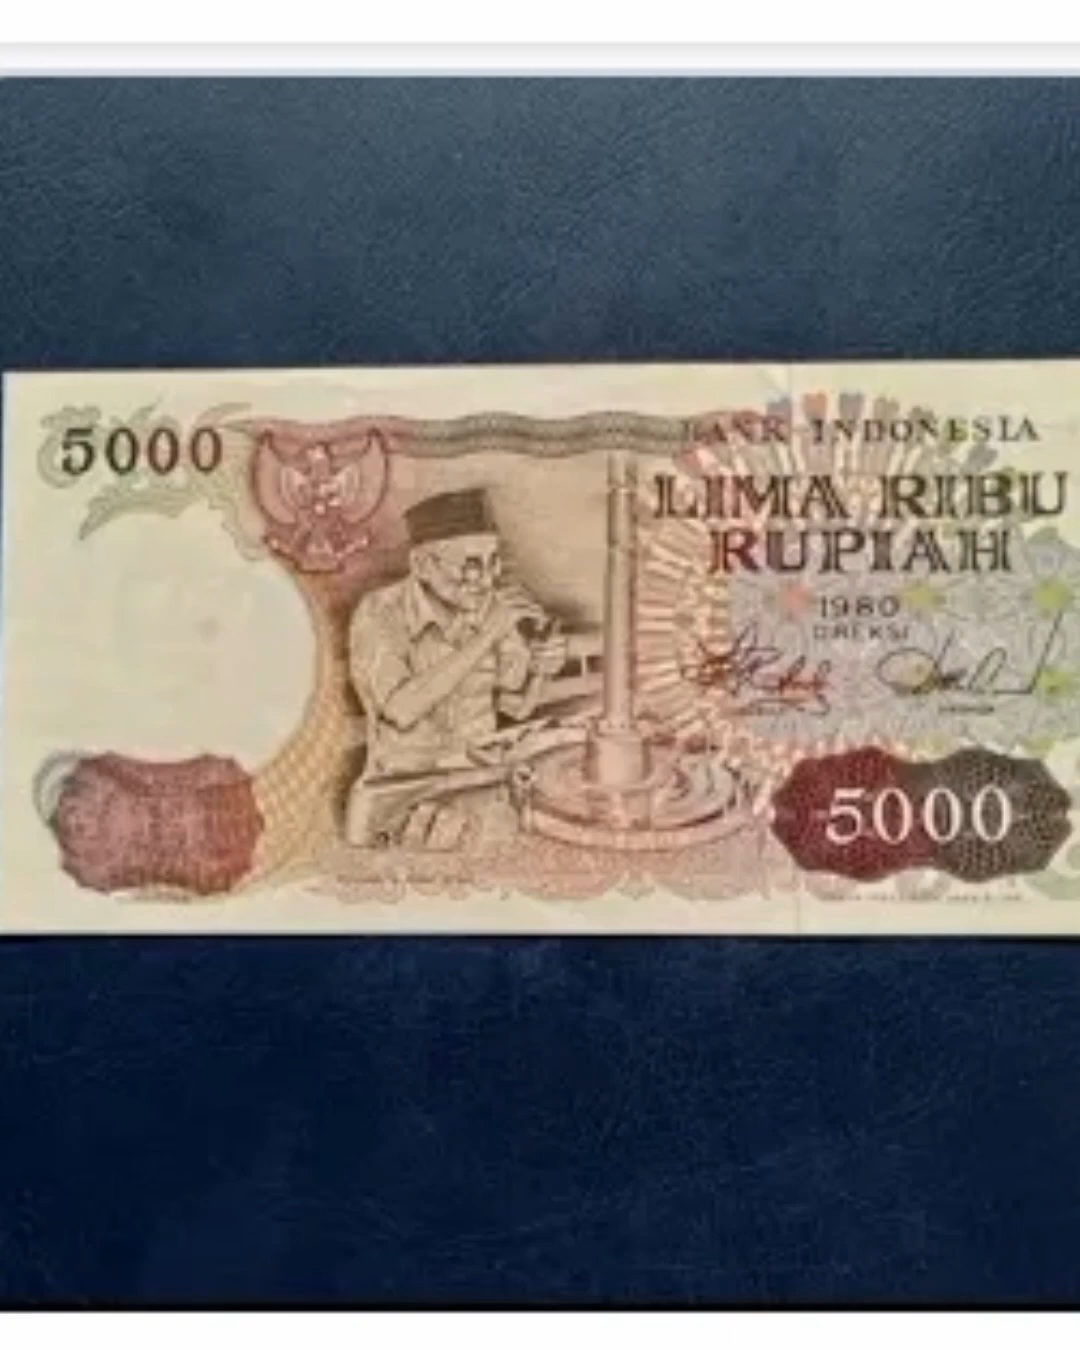 5000
BANK INDONESIA
LIMA RIBU
RUPIAH
1980
DIREKSI
5000